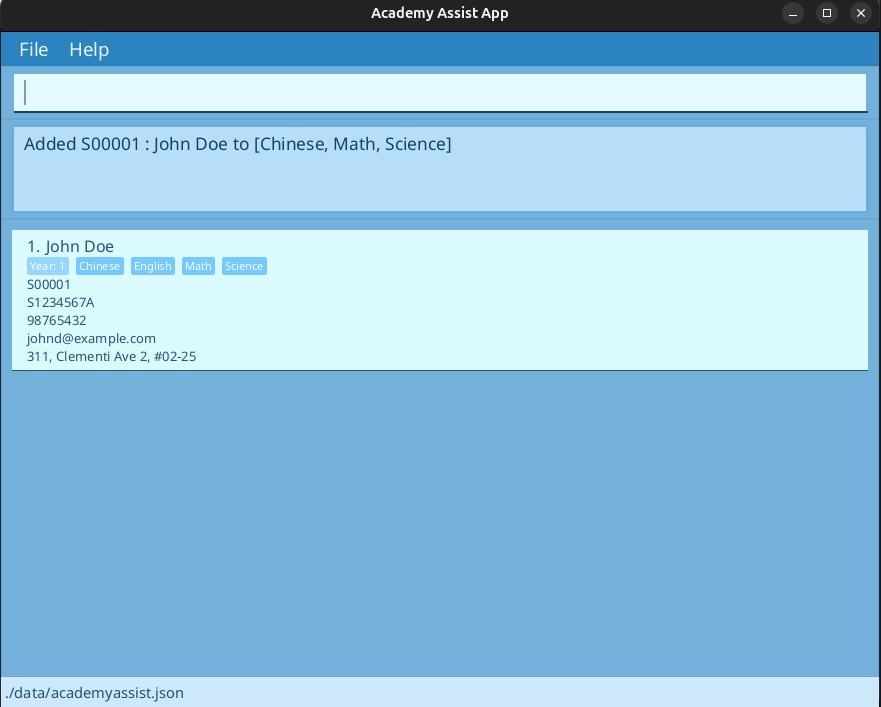 Academy Assist App
File Help
Added S00001 : John Doe to [Chinese, Math, Science]
1. John Doe
Year: 1 Chinese English Math Science
S00001
S1234567A
98765432
johnd@example.com
311, Clementi Ave 2, #02-25
./data/academyassist.json